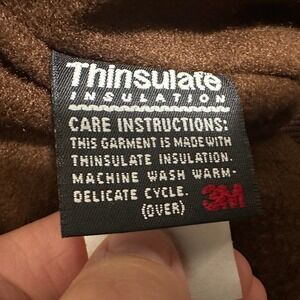 Thinsulate
INSULATION
CARE INSTRUCTIONS:
THIS GARMENT IS MADE WITH
THINSULATE INSULATION.
MACHINE WASH WARM-
DELICATE CYCLE.
(OVER) 3M